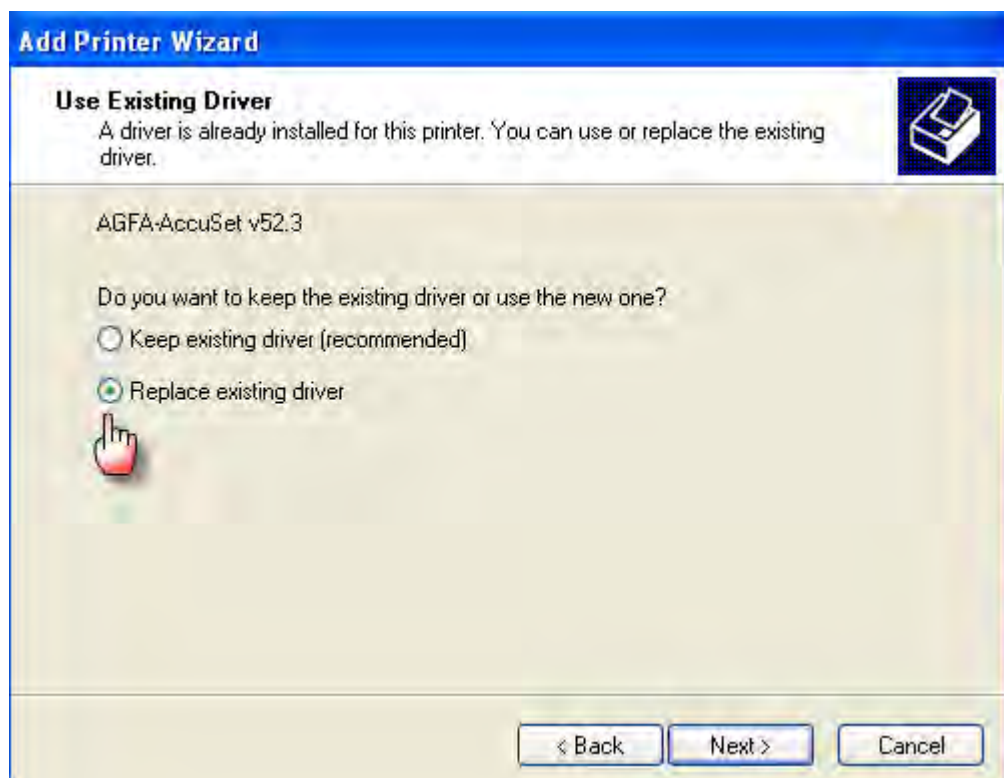 Add Printer Wizard
Use Existing Driver
A driver is already installed for this printer. You can use or replace the existing
driver.
AGFA-AccuSet v52.3
Do you want to keep the existing driver or use the new one?
Keep existing driver (recommended)
Replace existing driver
< Back Next > Cancel